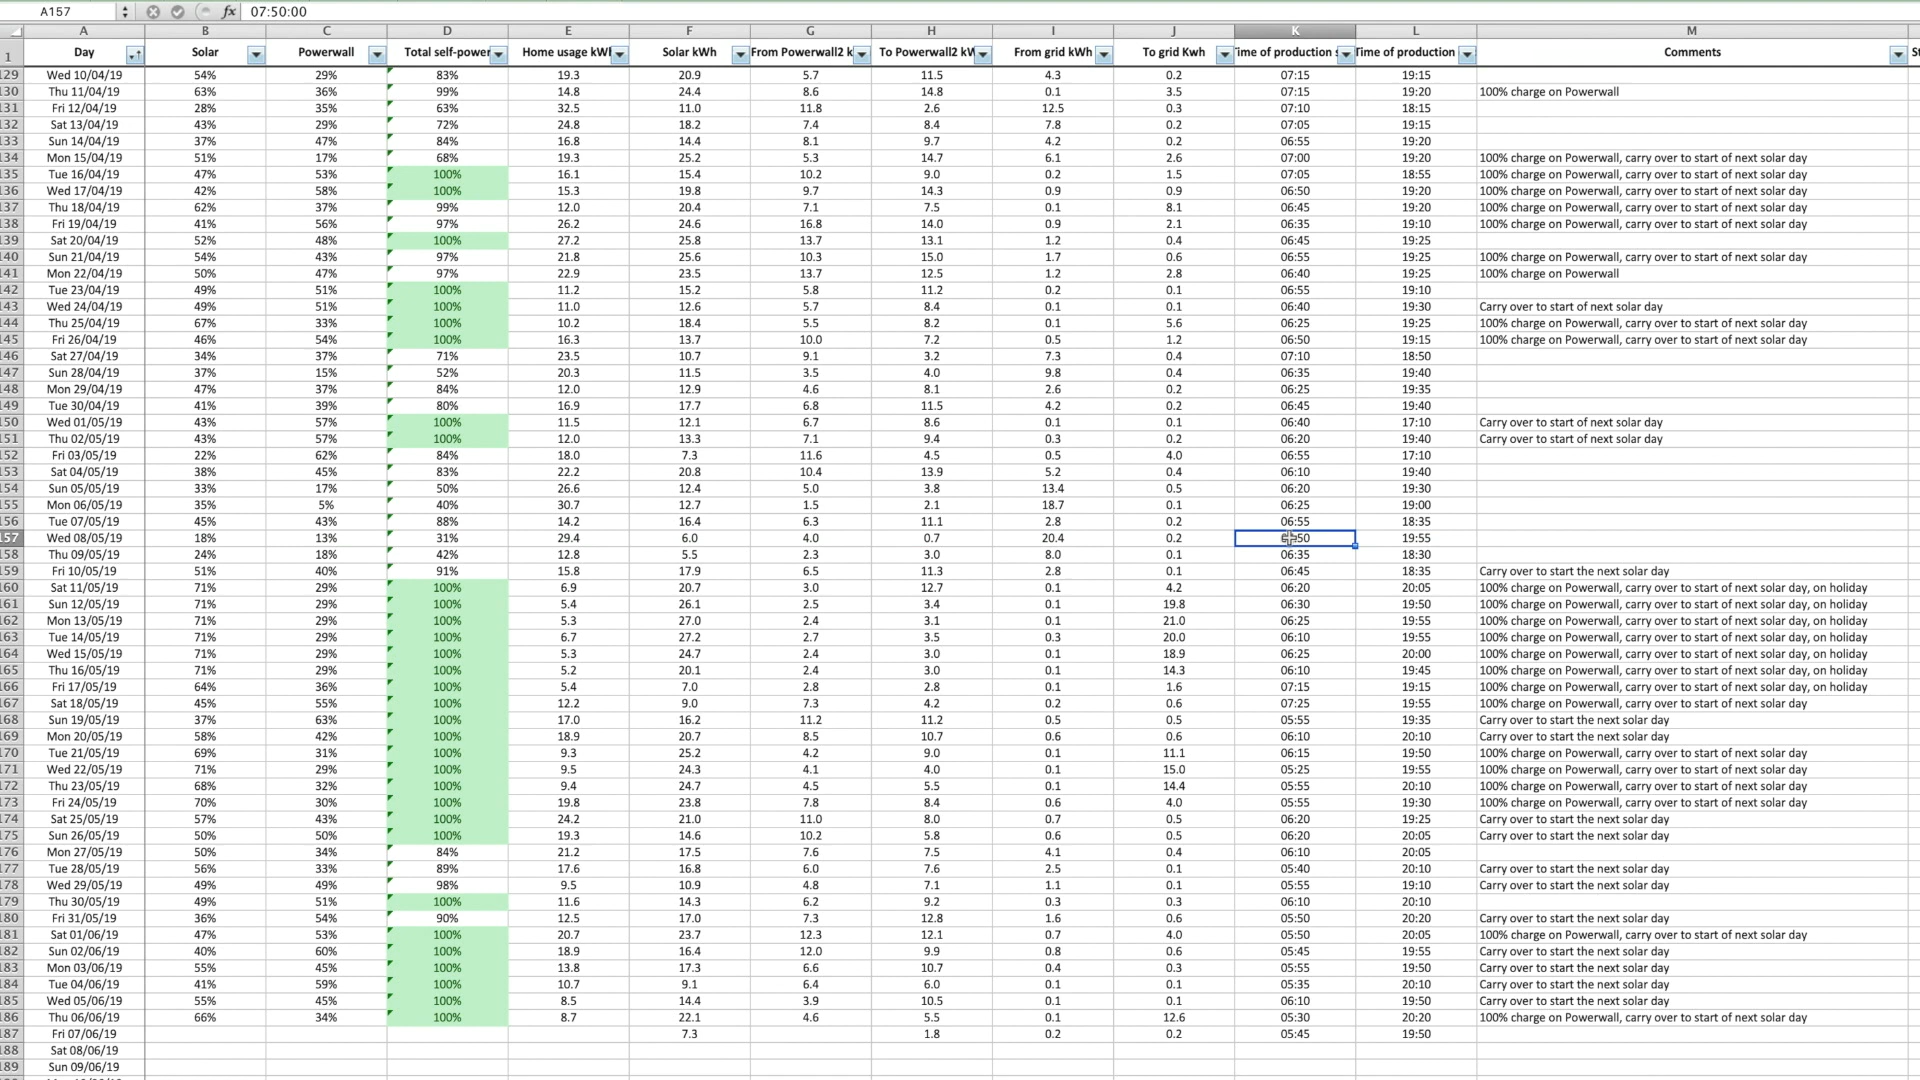 A157 fx 07:50:00
A B C D E F G H I J K L M
1 Day Solar Powerwall Total self-power Home usage kWl Solar kWh From Powerwall2 k To Powerwall2 kW From grid kWh To grid Kwh Time of production s Time of production Comments St
129 Wed 10/04/19 54% 29% 83% 19.3 20.9 5.7 11.5 4.3 0.2 07:15 19:15
130 Thu 11/04/19 63% 36% 99% 14.8 24.4 8.6 14.8 0.1 3.5 07:15 19:20 100% charge on Powerwall
131 Fri 12/04/19 28% 35% 63% 32.5 11.0 11.8 2.6 12.5 0.3 07:10 18:15
132 Sat 13/04/19 43% 29% 72% 24.8 18.2 7.4 8.4 7.8 0.2 07:05 19:15
133 Sun 14/04/19 37% 47% 84% 16.8 14.4 8.1 9.7 4.2 0.2 06:55 19:20
134 Mon 15/04/19 51% 17% 68% 19.3 25.2 5.3 14.7 6.1 2.6 07:00 19:20 100% charge on Powerwall, carry over to start of next solar day
135 Tue 16/04/19 47% 53% 100% 16.1 15.4 10.2 9.0 0.2 1.5 07:05 18:55 100% charge on Powerwall, carry over to start of next solar day
136 Wed 17/04/19 42% 58% 100% 15.3 19.8 9.7 14.3 0.9 0.9 06:50 19:20 100% charge on Powerwall, carry over to start of next solar day
137 Thu 18/04/19 62% 37% 99% 12.0 20.4 7.1 7.5 0.1 8.1 06:45 19:20 100% charge on Powerwall, carry over to start of next solar day
138 Fri 19/04/19 41% 56% 97% 26.2 24.6 16.8 14.0 0.9 2.1 06:35 19:10 100% charge on Powerwall, carry over to start of next solar day
139 Sat 20/04/19 52% 48% 100% 27.2 25.8 13.7 13.1 1.2 0.4 06:45 19:25
140 Sun 21/04/19 54% 43% 97% 21.8 25.6 10.3 15.0 1.7 0.6 06:55 19:25 100% charge on Powerwall, carry over to start of next solar day
141 Mon 22/04/19 50% 47% 97% 22.9 23.5 13.7 12.5 1.2 2.8 06:40 19:25 100% charge on Powerwall
142 Tue 23/04/19 49% 51% 100% 11.2 15.2 5.8 11.2 0.2 0.1 06:55 19:10
143 Wed 24/04/19 49% 51% 100% 11.0 12.6 5.7 8.4 0.1 0.1 06:40 19:30 Carry over to start of next solar day
144 Thu 25/04/19 67% 33% 100% 10.2 18.4 5.5 8.2 0.1 5.6 06:25 19:25 100% charge on Powerwall, carry over to start of next solar day
145 Fri 26/04/19 46% 54% 100% 16.3 13.7 10.0 7.2 0.5 1.2 06:50 19:15 100% charge on Powerwall, carry over to start of next solar day
146 Sat 27/04/19 34% 37% 71% 23.5 10.7 9.1 3.2 7.3 0.4 07:10 18:50
147 Sun 28/04/19 37% 15% 52% 20.3 11.5 3.5 4.0 9.8 0.4 06:35 19:40
148 Mon 29/04/19 47% 37% 84% 12.0 12.9 4.6 8.1 2.6 0.2 06:25 19:35
149 Tue 30/04/19 41% 39% 80% 16.9 17.7 6.8 11.5 4.2 0.2 06:45 19:40
150 Wed 01/05/19 43% 57% 100% 11.5 12.1 6.7 8.6 0.1 0.1 06:40 17:10 Carry over to start of next solar day
151 Thu 02/05/19 43% 57% 100% 12.0 13.3 7.1 9.4 0.3 0.2 06:20 19:40 Carry over to start of next solar day
152 Fri 03/05/19 22% 62% 84% 18.0 7.3 11.6 4.5 0.5 4.0 06:55 17:10
153 Sat 04/05/19 38% 45% 83% 22.2 20.8 10.4 13.9 5.2 0.4 06:10 19:40
154 Sun 05/05/19 33% 17% 50% 26.6 12.4 5.0 3.8 13.4 0.5 06:20 19:30
155 Mon 06/05/19 35% 5% 40% 30.7 12.7 1.5 2.1 18.7 0.1 06:25 19:00
156 Tue 07/05/19 45% 43% 88% 14.2 16.4 6.3 11.1 2.8 0.2 06:55 18:35
157 Wed 08/05/19 18% 13% 31% 29.4 6.0 4.0 0.7 20.4 0.2 19:55
158 Thu 09/05/19 24% 18% 42% 12.8 5.5 2.3 3.0 8.0 0.1 06:35 18:30
159 Fri 10/05/19 51% 40% 91% 15.8 17.9 6.5 11.3 2.8 0.1 06:45 18:35 Carry over to start the next solar day
160 Sat 11/05/19 71% 29% 100% 6.9 20.7 3.0 12.7 0.1 4.2 06:20 20:05 100% charge on Powerwall, carry over to start of next solar day, on holiday
161 Sun 12/05/19 71% 29% 100% 5.4 26.1 2.5 3.4 0.1 19.8 06:30 19:50 100% charge on Powerwall, carry over to start of next solar day, on holiday
162 Mon 13/05/19 71% 29% 100% 5.3 27.0 2.4 3.1 0.1 21.0 06:25 19:55 100% charge on Powerwall, carry over to start of next solar day, on holiday
163 Tue 14/05/19 71% 29% 100% 6.7 27.2 2.7 3.5 0.3 20.0 06:10 19:55 100% charge on Powerwall, carry over to start of next solar day, on holiday
164 Wed 15/05/19 71% 29% 100% 5.3 24.7 2.4 3.0 0.1 18.9 06:25 20:00 100% charge on Powerwall, carry over to start of next solar day, on holiday
165 Thu 16/05/19 71% 29% 100% 5.2 20.1 2.4 3.0 0.1 14.3 06:10 19:45 100% charge on Powerwall, carry over to start of next solar day, on holiday
166 Fri 17/05/19 64% 36% 100% 5.4 7.0 2.8 2.8 0.1 1.6 07:15 19:15 100% charge on Powerwall, carry over to start of next solar day, on holiday
167 Sat 18/05/19 45% 55% 100% 12.2 9.0 7.3 4.2 0.2 0.6 07:25 19:55 100% charge on Powerwall, carry over to start of next solar day
168 Sun 19/05/19 37% 63% 100% 17.0 16.2 11.2 11.2 0.5 0.5 05:55 19:35 Carry over to start the next solar day
169 Mon 20/05/19 58% 42% 100% 18.9 20.7 8.5 10.7 0.6 0.6 06:10 20:10 Carry over to start the next solar day
170 Tue 21/05/19 69% 31% 100% 9.3 25.2 4.2 9.0 0.1 11.1 06:15 19:50 100% charge on Powerwall, carry over to start of next solar day
171 Wed 22/05/19 71% 29% 100% 9.5 24.3 4.1 4.0 0.1 15.0 05:25 19:55 100% charge on Powerwall, carry over to start of next solar day
172 Thu 23/05/19 68% 32% 100% 9.4 24.7 4.5 5.5 0.1 14.4 05:55 20:10 100% charge on Powerwall, carry over to start of next solar day
173 Fri 24/05/19 70% 30% 100% 19.8 23.8 7.8 8.4 0.6 4.0 05:55 19:30 100% charge on Powerwall, carry over to start of next solar day
174 Sat 25/05/19 57% 43% 100% 24.2 21.0 11.0 8.0 0.7 0.5 06:20 19:25 Carry over to start the next solar day
175 Sun 26/05/19 50% 50% 100% 19.3 14.6 10.2 5.8 0.6 0.5 06:20 20:05 Carry over to start the next solar day
176 Mon 27/05/19 50% 34% 84% 21.2 17.5 7.6 7.5 4.1 0.4 06:10 20:05
177 Tue 28/05/19 56% 33% 89% 17.6 16.8 6.0 7.6 2.5 0.1 05:40 20:10 Carry over to start the next solar day
178 Wed 29/05/19 49% 49% 98% 9.5 10.9 4.8 7.1 1.1 0.1 05:55 19:10 Carry over to start the next solar day
179 Thu 30/05/19 49% 51% 100% 11.6 14.3 6.2 9.2 0.3 0.3 06:10 20:10
180 Fri 31/05/19 36% 54% 90% 12.5 17.0 7.3 12.8 1.6 0.6 05:50 20:20 Carry over to start the next solar day
181 Sat 01/06/19 47% 53% 100% 20.7 23.7 12.3 12.1 0.7 4.0 05:50 20:05 100% charge on Powerwall, carry over to start of next solar day
182 Sun 02/06/19 40% 60% 100% 18.9 16.4 12.0 9.9 0.8 0.6 05:45 19:55 Carry over to start the next solar day
183 Mon 03/06/19 55% 45% 100% 13.8 17.3 6.6 10.7 0.4 0.3 05:55 19:50 Carry over to start the next solar day
184 Tue 04/06/19 41% 59% 100% 10.7 9.1 6.4 6.0 0.1 0.1 05:35 20:10 Carry over to start the next solar day
185 Wed 05/06/19 55% 45% 100% 8.5 14.4 3.9 10.5 0.1 0.1 06:10 19:50 Carry over to start the next solar day
186 Thu 06/06/19 66% 34% 100% 8.7 22.1 4.6 5.5 0.1 12.6 05:30 20:20 100% charge on Powerwall, carry over to start of next solar day
187 Fri 07/06/19 7.3 1.8 0.2 0.2 05:45 19:50
188 Sat 08/06/19
189 Sun 09/06/19